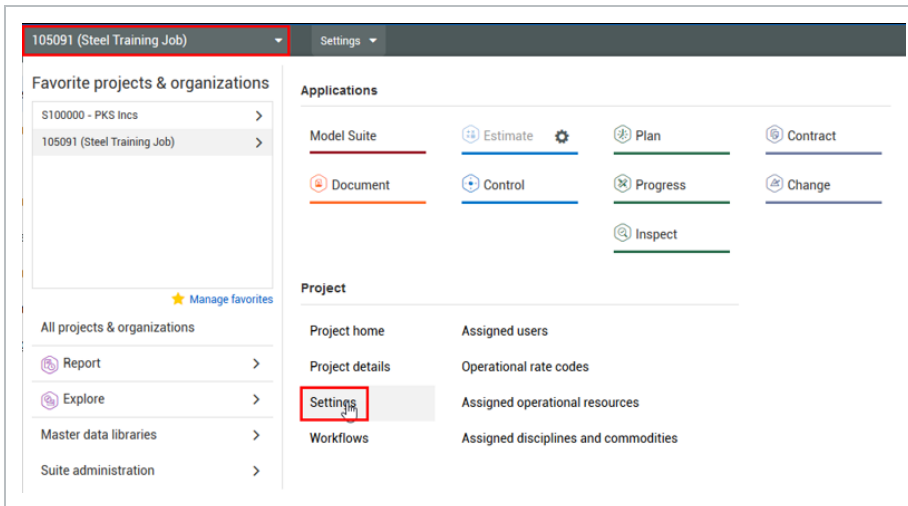 105091 (Steel Training Job)
Settings
Favorite projects & organizations
S100000 - PKS Incs
105091 (Steel Training Job)
Manage favorites
All projects & organizations
Report
Explore
Master data libraries
Suite administration
Applications
Model Suite
Estimate
Plan
Contract
Document
Control
Progress
Change
Inspect
Project
Project home
Assigned users
Project details
Operational rate codes
Settings
Assigned operational resources
Workflows
Assigned disciplines and commodities